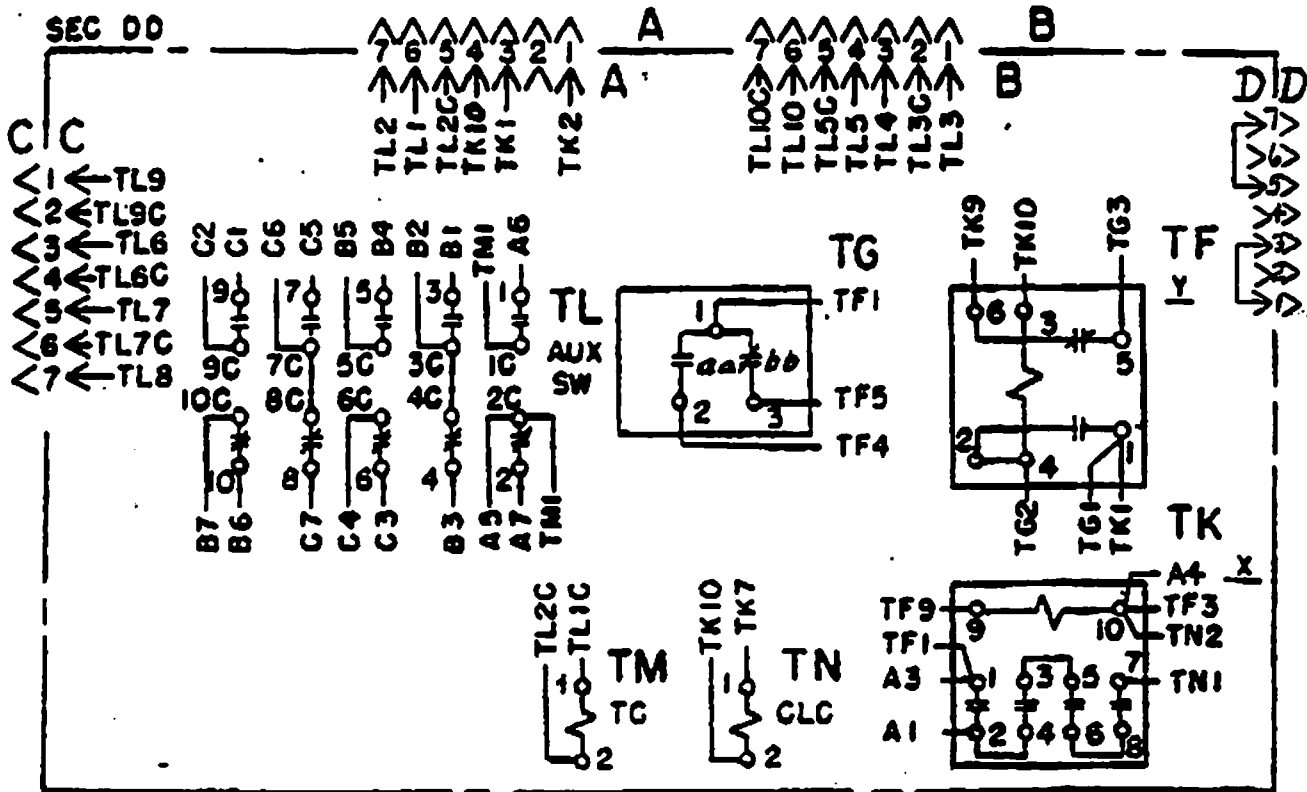 SEC DD
7 6 5 4 3 2 1
A
A
TL2 TL1 TL2C TK10 TK1 TK2
7 6 5 4 3 2 1
B
B
TL10C TL10 TL5C TL5 TL4 TL3C TL3
C C
1 TL9
2 TL9C
3 TL6
4 TL6C
5 TL7
6 TL7C
7 TL8
D D
7
6
5
C2 C1 C6 C5 B5 B4 B2 B1 TM1 A6
9 7 5 3 1
9C 7C 5C 3C 1C
TL
AUX
SW
10C 8C 6C 4C 2C
10 8 6 4 2
B7 B6 C7 C4 C3 B3 A5 A7 TM1
TG
1 TF1
aa bb
2 3 TF5
TF4
TK9 TK10 TG3
TF
Y
6 3
5
2 4 1
TG2 TG1 TK1
TL2C TL1C
1
TM
TC
2
TK10 TK7
1
TN
CLC
2
TK
X
A4
TF9 9 10 TF3
TN2
TF1
A3 1 3 5 7 TN1
A1 2 4 6 8